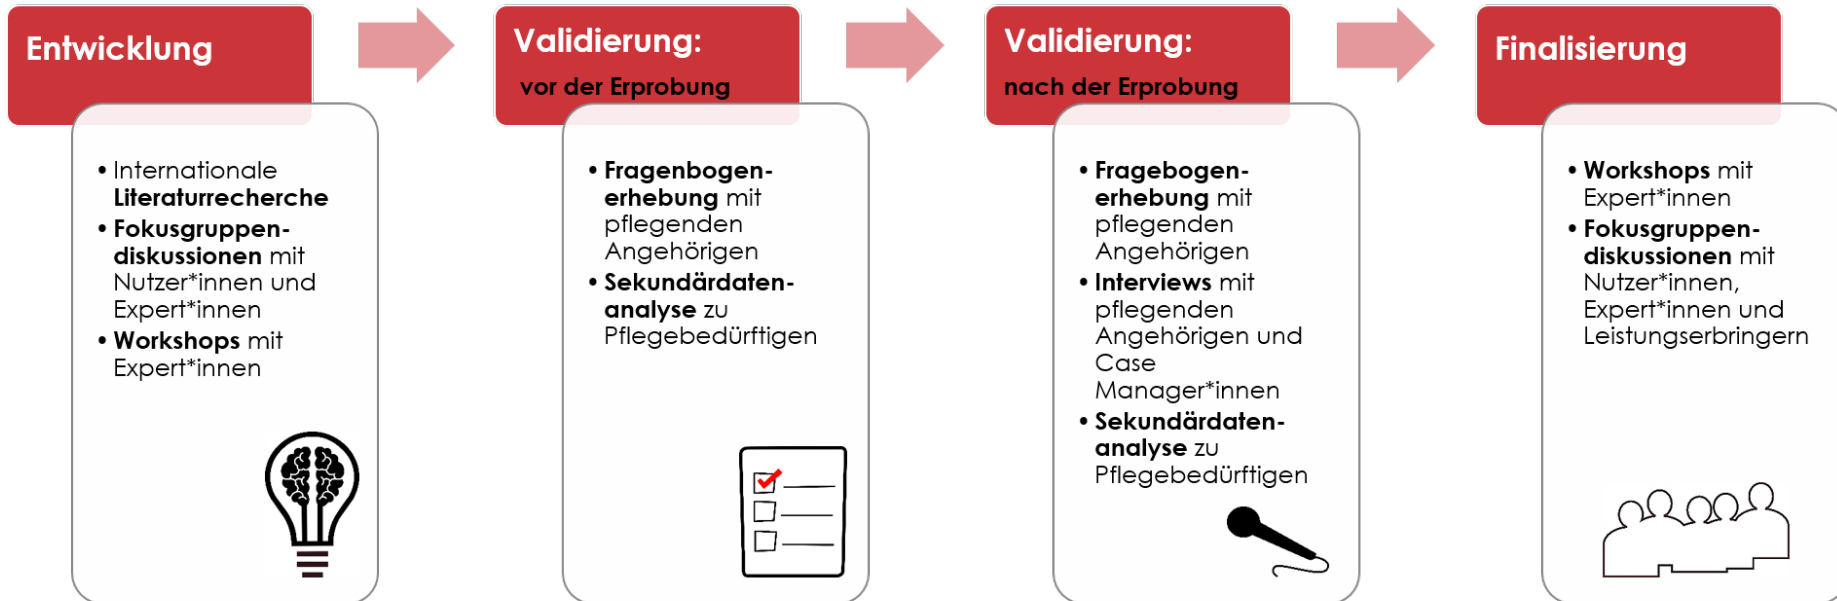 Entwicklung
• Internationale
Literaturrecherche
• Fokusgruppen-
diskussionen mit
Nutzer*innen und
Expert*innen
• Workshops mit
Expert*innen
Validierung:
vor der Erprobung
• Fragenbogen-
erhebung mit
pflegenden
Angehörigen
• Sekundärdaten-
analyse zu
Pflegebedürftigen
Validierung:
nach der Erprobung
• Fragebogen-
erhebung mit
pflegenden
Angehörigen
• Interviews mit
pflegenden
Angehörigen und
Case
Manager*innen
• Sekundärdaten-
analyse zu
Pflegebedürftigen
Finalisierung
• Workshops mit
Expert*innen
• Fokusgruppen-
diskussionen mit
Nutzer*innen,
Expert*innen und
Leistungserbringern